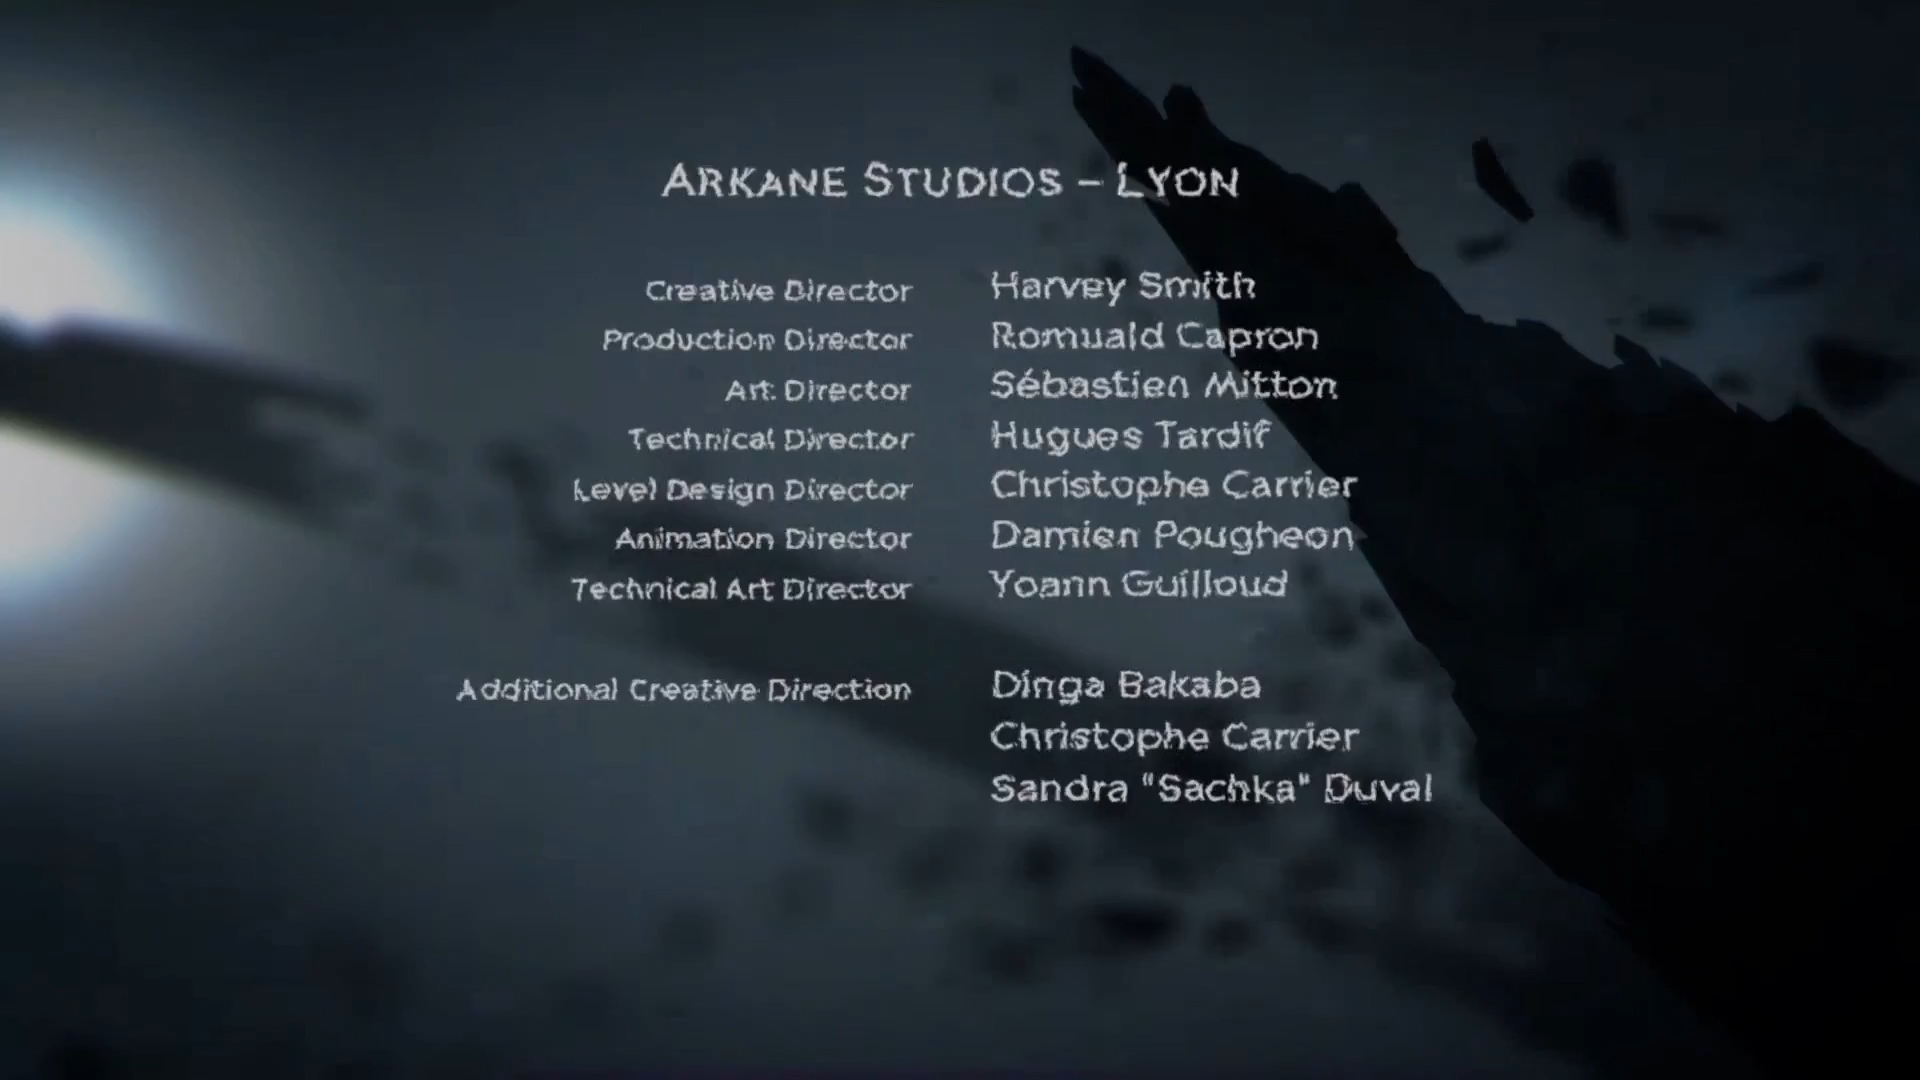 ARKANE STUDIOS – LYON
Creative Director Harvey Smith
Production Director Romuald Capron
Art Director Sébastien Mitton
Technical Director Hugues Tardif
Level Design Director Christophe Carrier
Animation Director Damien Pougheon
Technical Art Director Yoann Guilloud
Additional Creative Direction Dinga Bakaba
Christophe Carrier
Sandra "Sachka" Duval